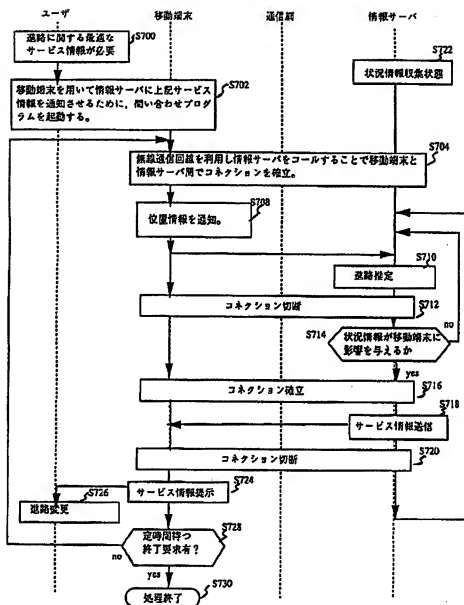 ユーザ
移動端末
通信網
情報サーバ
S700
進路に関する最適な
サービス情報が必要
S722
状況情報収集状態
S702
移動端末を用いて情報サーバに上記サービス
情報を通知させるために，問い合わせプログ
ラムを起動する。
S704
無線通信回線を利用し情報サーバをコールすることで移動端末と
情報サーバ間でコネクションを確立。
S708
位置情報を通知。
S710
進路推定
S712
コネクション切断
S714
状況情報が移動端末に
影響を与えるか
no
yes
S716
コネクション確立
S718
サービス情報送信
S720
コネクション切断
S724
サービス情報提示
S726
進路変更
S728
定時間待つ
終了要求有？
no
yes
S730
処理終了